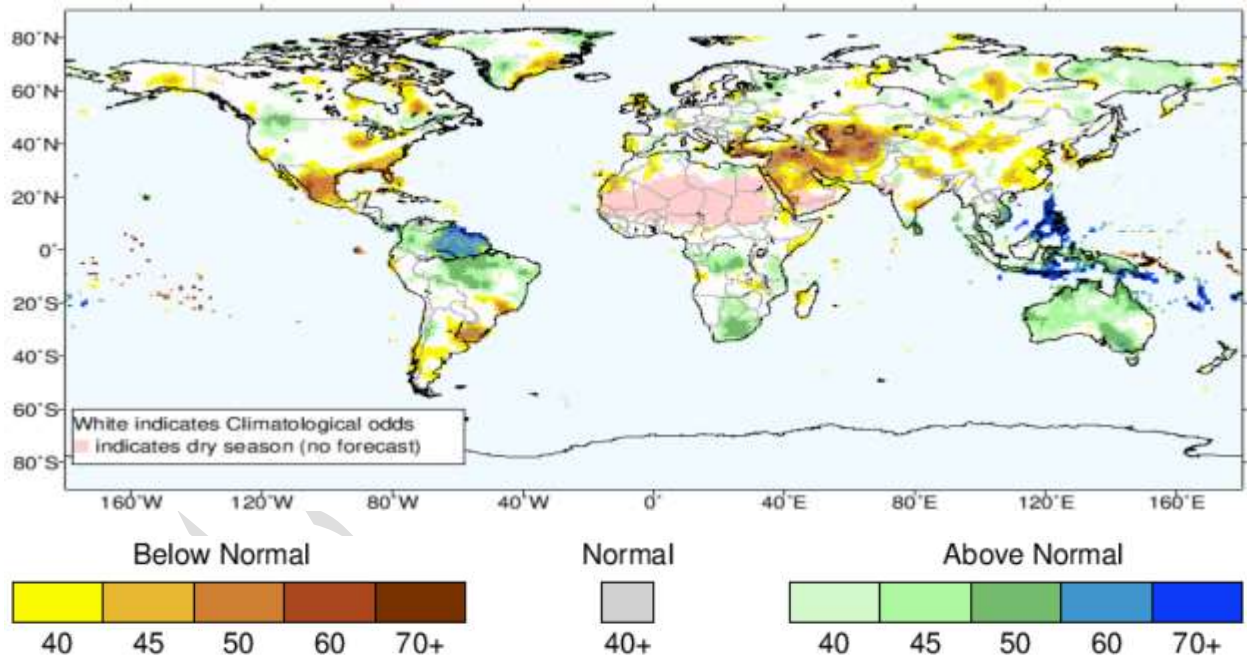 80°N
60°N
40°N
20°N
0°
20°S
40°S
60°S
80°S
White indicates Climatological odds
indicates dry season (no forecast)
160°W 120°W 80°W 40°W 0° 40°E 80°E 120°E 160°E
Below Normal Normal Above Normal
40 45 50 60 70+ 40+ 40 45 50 60 70+